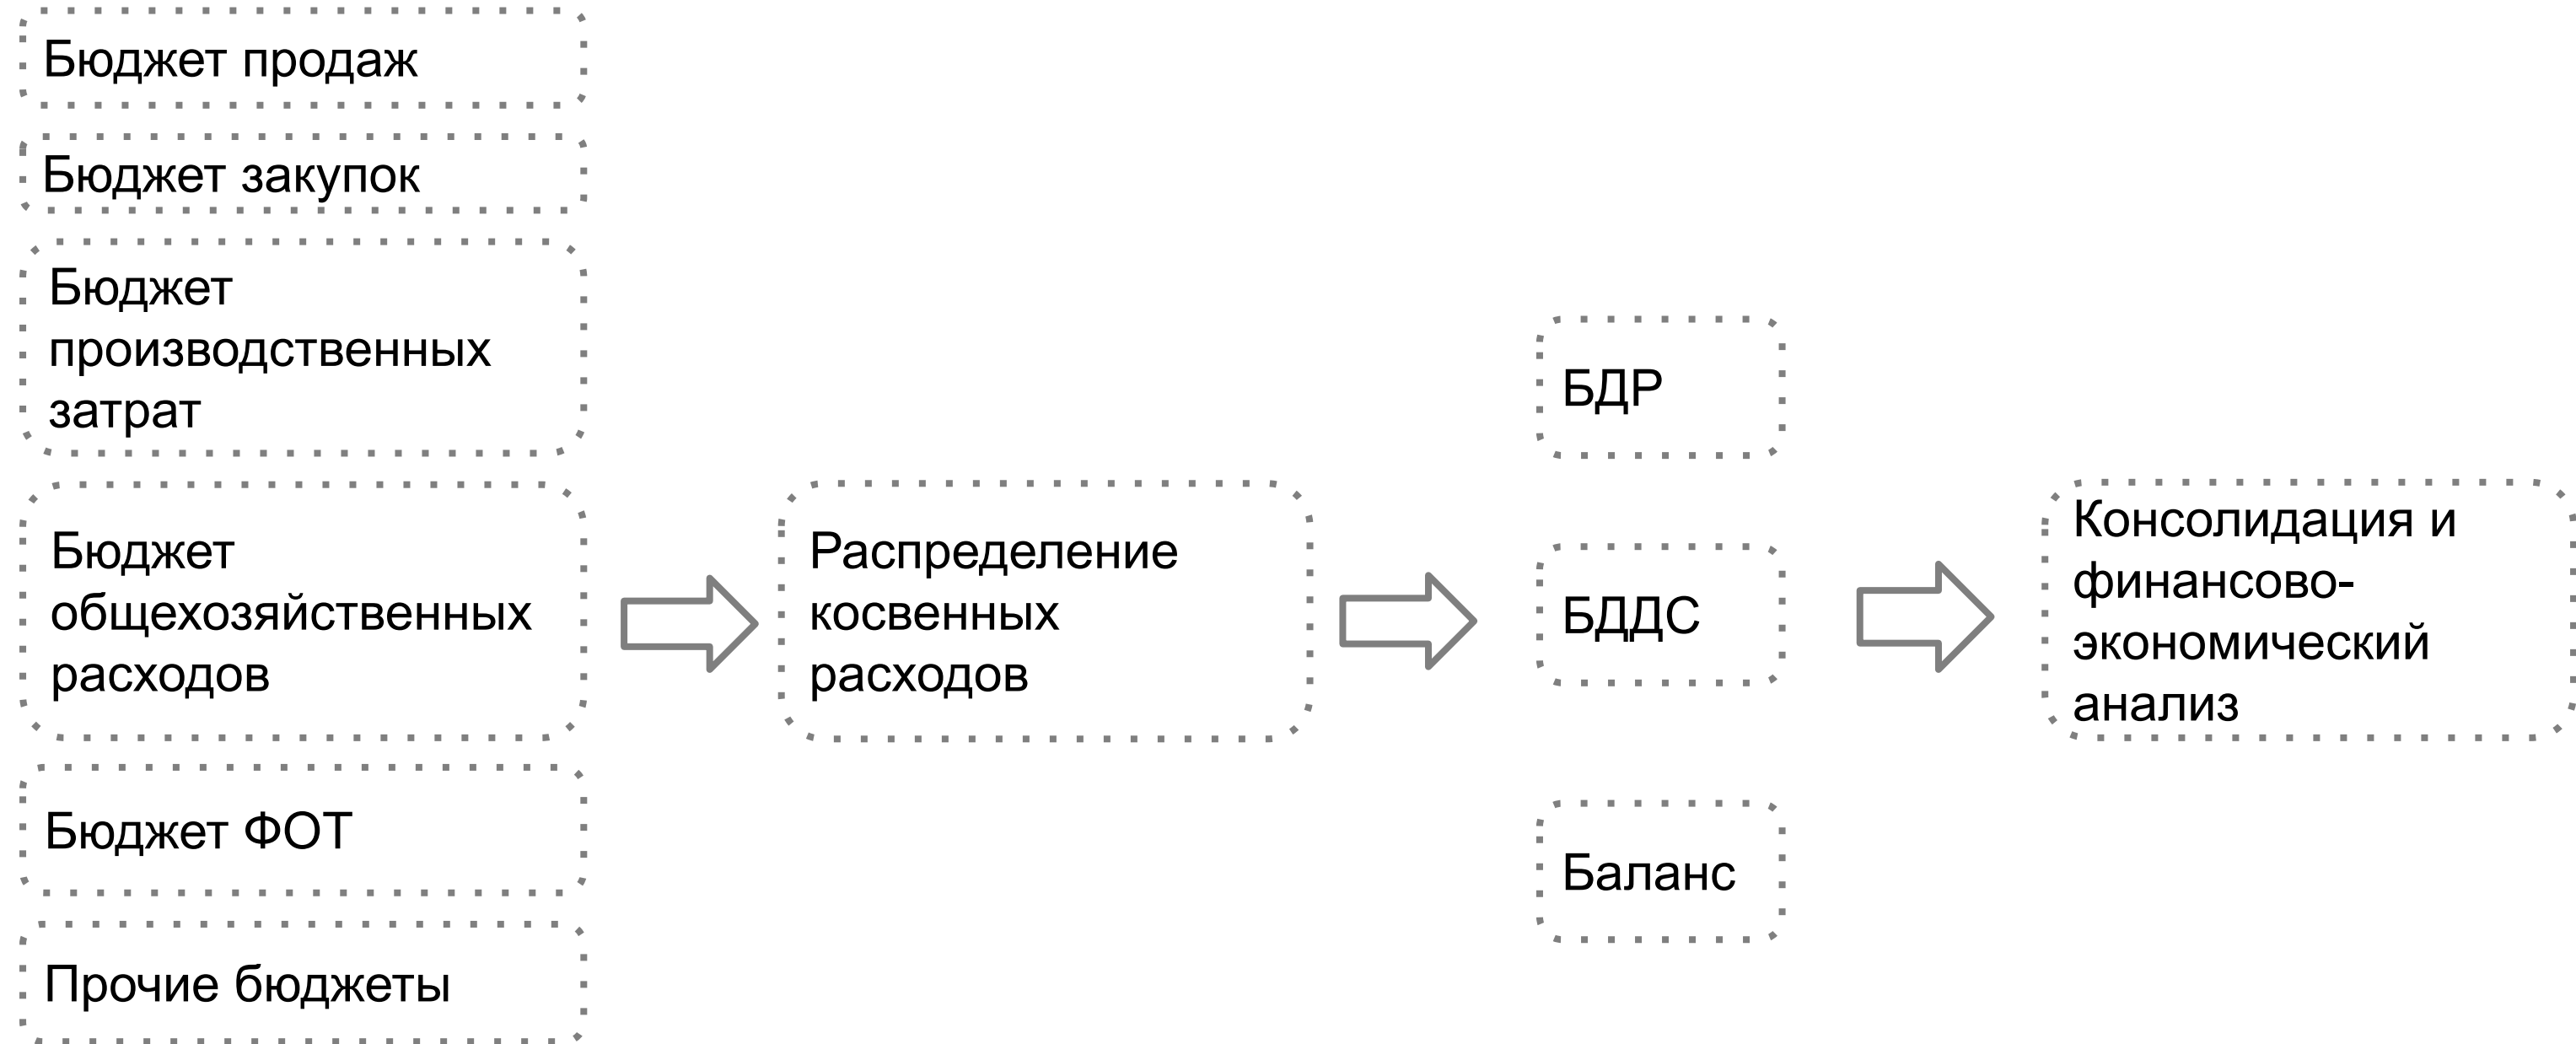 Бюджет продаж
Бюджет закупок
Бюджет
производственных
затрат
Бюджет
общехозяйственных
расходов
Бюджет ФОТ
Прочие бюджеты
Распределение
косвенных
расходов
БДР
БДДС
Баланс
Консолидация и
финансово-
экономический
анализ